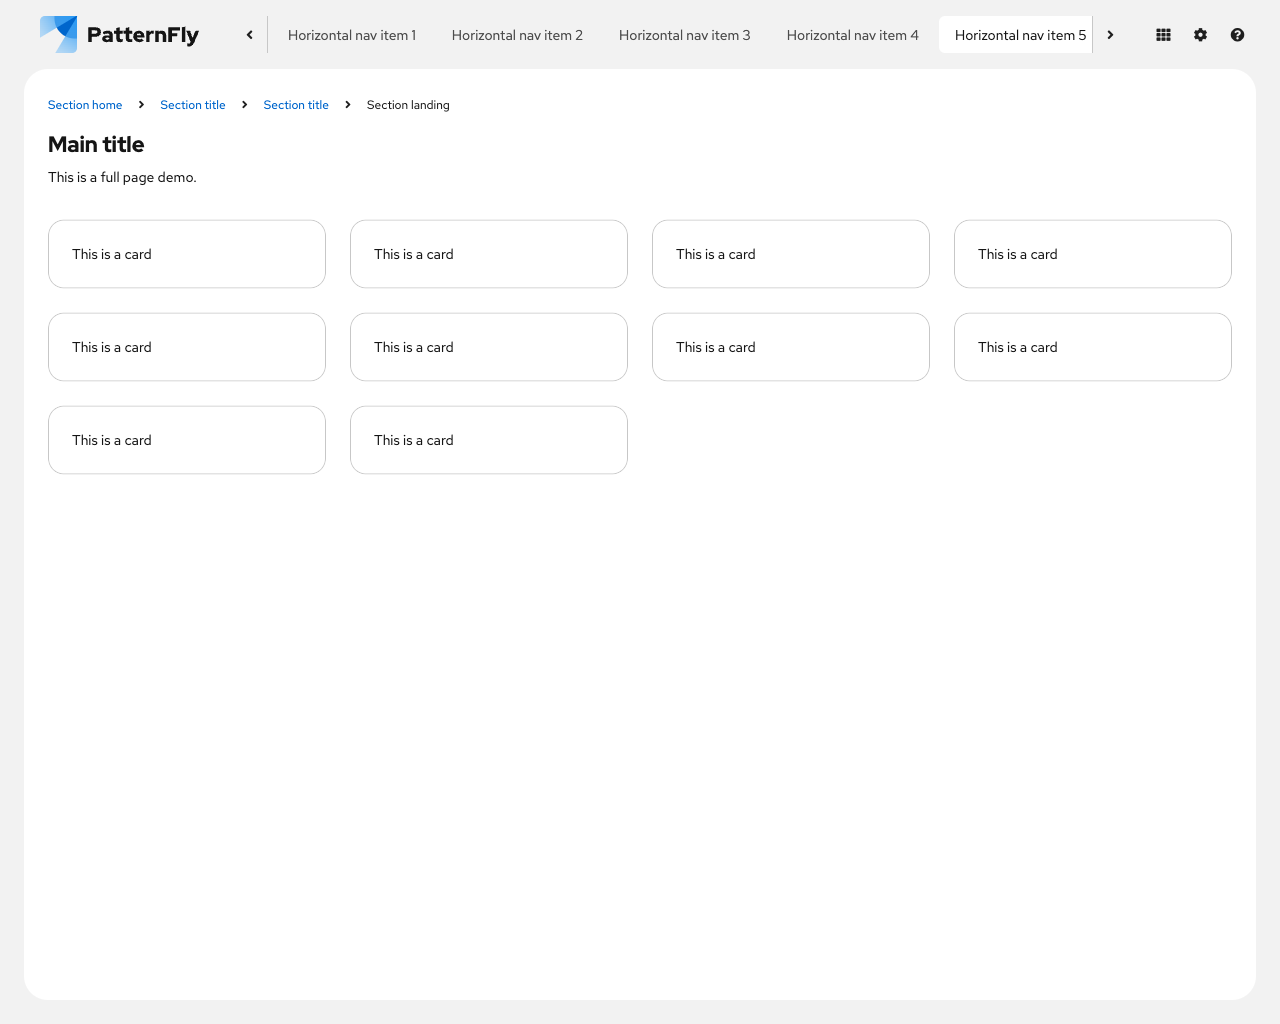 PatternFly Horizontal nav item 1 Horizontal nav item 2 Horizontal nav item 3 Horizontal nav item 4 Horizontal nav item 5
Section home Section title Section title Section landing
Main title
This is a full page demo.
This is a card This is a card This is a card This is a card
This is a card This is a card This is a card This is a card
This is a card This is a card